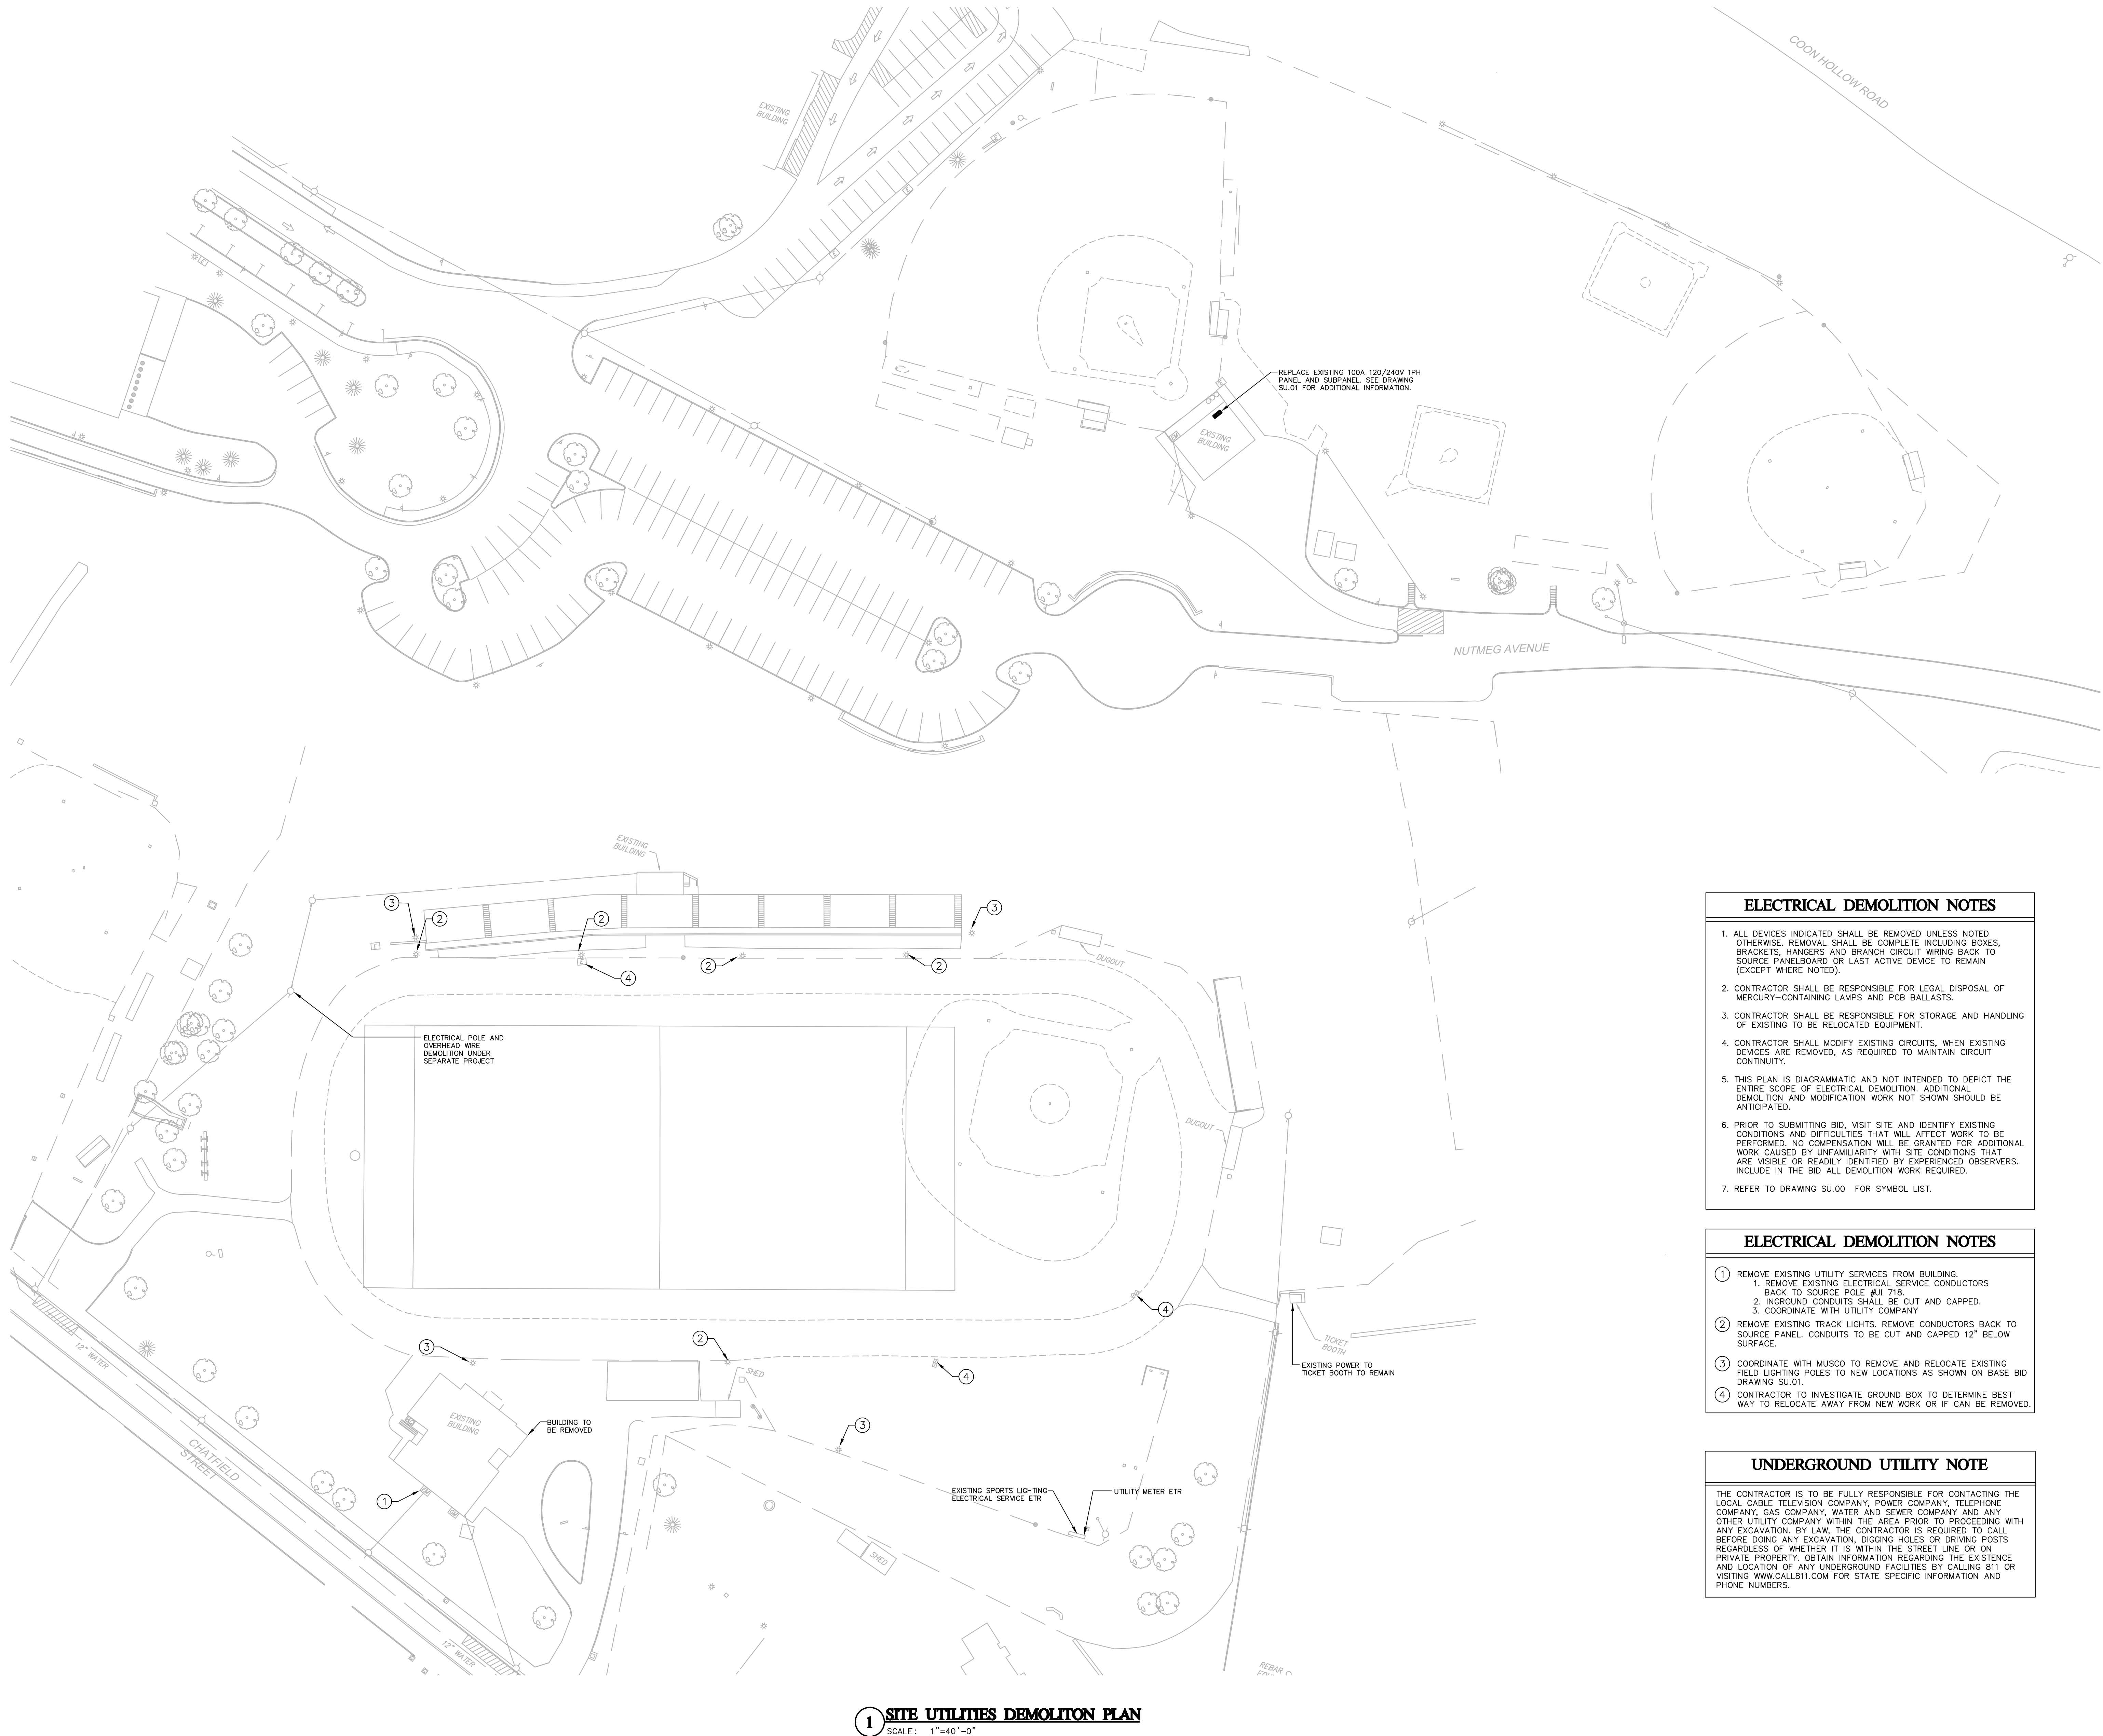 COON HOLLOW ROAD
EXISTING
BUILDING
REPLACE EXISTING 100A 120/240V 1PH
PANEL AND SUBPANEL. SEE DRAWING
SU.01 FOR ADDITIONAL INFORMATION.
EXISTING
BUILDING
NUTMEG AVENUE
EXISTING
BUILDING
3
2
2
3
4
2
2
DUGOUT
ELECTRICAL POLE AND
OVERHEAD WIRE
DEMOLITION UNDER
SEPARATE PROJECT
DUGOUT
4
3
2
4
SHED
TICKET
BOOTH
EXISTING POWER TO
TICKET BOOTH TO REMAIN
12" WATER
EXISTING
BUILDING
BUILDING TO
BE REMOVED
3
CHATFIELD
STREET
1
EXISTING SPORTS LIGHTING
ELECTRICAL SERVICE ETR
UTILITY METER ETR
SHED
12" WATER
REBAR
ELECTRICAL DEMOLITION NOTES
1. ALL DEVICES INDICATED SHALL BE REMOVED UNLESS NOTED
OTHERWISE. REMOVAL SHALL BE COMPLETE INCLUDING BOXES,
BRACKETS, HANGERS AND BRANCH CIRCUIT WIRING BACK TO
SOURCE PANELBOARD OR LAST ACTIVE DEVICE TO REMAIN
(EXCEPT WHERE NOTED).
2. CONTRACTOR SHALL BE RESPONSIBLE FOR LEGAL DISPOSAL OF
MERCURY-CONTAINING LAMPS AND PCB BALLASTS.
3. CONTRACTOR SHALL BE RESPONSIBLE FOR STORAGE AND HANDLING
OF EXISTING TO BE RELOCATED EQUIPMENT.
4. CONTRACTOR SHALL MODIFY EXISTING CIRCUITS, WHEN EXISTING
DEVICES ARE REMOVED, AS REQUIRED TO MAINTAIN CIRCUIT
CONTINUITY.
5. THIS PLAN IS DIAGRAMMATIC AND NOT INTENDED TO DEPICT THE
ENTIRE SCOPE OF ELECTRICAL DEMOLITION. ADDITIONAL
DEMOLITION AND MODIFICATION WORK NOT SHOWN SHOULD BE
ANTICIPATED.
6. PRIOR TO SUBMITTING BID, VISIT SITE AND IDENTIFY EXISTING
CONDITIONS AND DIFFICULTIES THAT WILL AFFECT WORK TO BE
PERFORMED. NO COMPENSATION WILL BE GRANTED FOR ADDITIONAL
WORK CAUSED BY UNFAMILIARITY WITH SITE CONDITIONS THAT
ARE VISIBLE OR READILY IDENTIFIED BY EXPERIENCED OBSERVERS.
INCLUDE IN THE BID ALL DEMOLITION WORK REQUIRED.
7. REFER TO DRAWING SU.00 FOR SYMBOL LIST.
ELECTRICAL DEMOLITION NOTES
1 REMOVE EXISTING UTILITY SERVICES FROM BUILDING.
1. REMOVE EXISTING ELECTRICAL SERVICE CONDUCTORS
BACK TO SOURCE POLE #UI 718.
2. INGROUND CONDUITS SHALL BE CUT AND CAPPED.
3. COORDINATE WITH UTILITY COMPANY
2 REMOVE EXISTING TRACK LIGHTS. REMOVE CONDUCTORS BACK TO
SOURCE PANEL. CONDUITS TO BE CUT AND CAPPED 12" BELOW
SURFACE.
3 COORDINATE WITH MUSCO TO REMOVE AND RELOCATE EXISTING
FIELD LIGHTING POLES TO NEW LOCATIONS AS SHOWN ON BASE BID
DRAWING SU.01.
4 CONTRACTOR TO INVESTIGATE GROUND BOX TO DETERMINE BEST
WAY TO RELOCATE AWAY FROM NEW WORK OR IF CAN BE REMOVED.
UNDERGROUND UTILITY NOTE
THE CONTRACTOR IS TO BE FULLY RESPONSIBLE FOR CONTACTING THE
LOCAL CABLE TELEVISION COMPANY, POWER COMPANY, TELEPHONE
COMPANY, GAS COMPANY, WATER AND SEWER COMPANY AND ANY
OTHER UTILITY COMPANY WITHIN THE AREA PRIOR TO PROCEEDING WITH
ANY EXCAVATION. BY LAW, THE CONTRACTOR IS REQUIRED TO CALL
BEFORE DOING ANY EXCAVATION, DIGGING HOLES OR DRIVING POSTS
REGARDLESS OF WHETHER IT IS WITHIN THE STREET LINE OR ON
PRIVATE PROPERTY. OBTAIN INFORMATION REGARDING THE EXISTENCE
AND LOCATION OF ANY UNDERGROUND FACILITIES BY CALLING 811 OR
VISITING WWW.CALL811.COM FOR STATE SPECIFIC INFORMATION AND
PHONE NUMBERS.
1 SITE UTILITIES DEMOLITON PLAN
SCALE: 1"=40'-0"